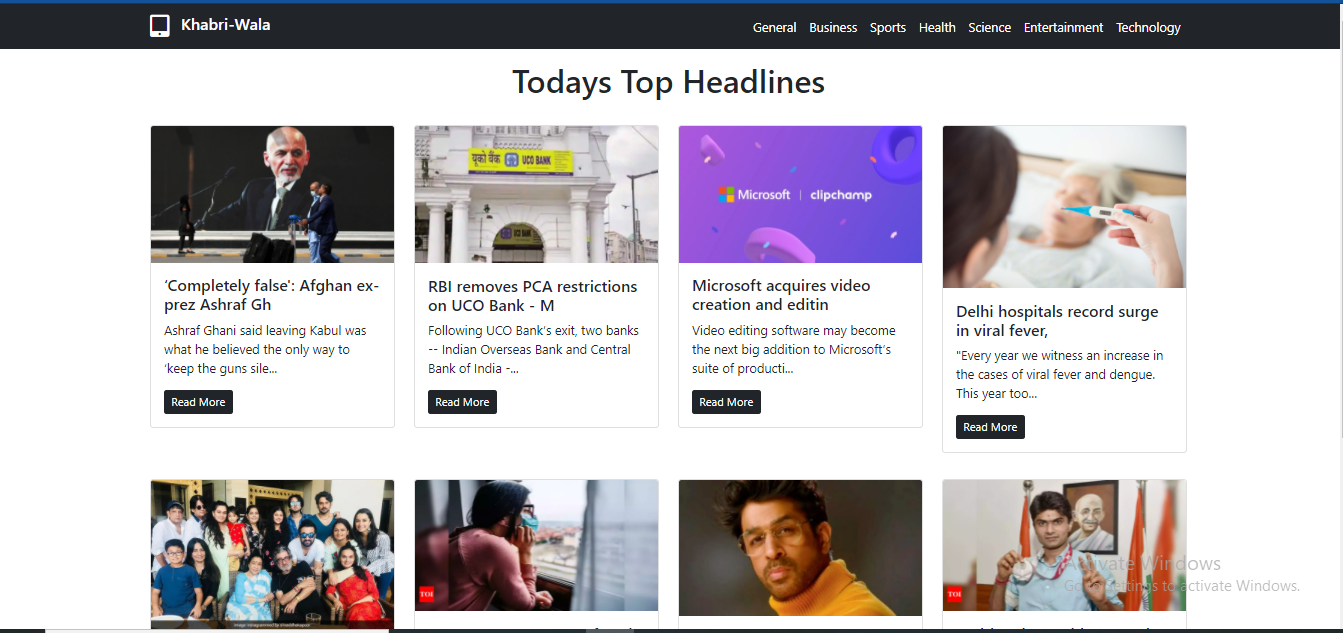 Khabri-Wala
General Business Sports Health Science Entertainment Technology
Todays Top Headlines
यूको बैंक UCO BANK
UCO BANK
Microsoft | clipchamp
'Completely false': Afghan ex-
prez Ashraf Gh
Ashraf Ghani said leaving Kabul was
what he believed the only way to
'keep the guns sile...
Read More
RBI removes PCA restrictions
on UCO Bank - M
Following UCO Bank's exit, two banks
-- Indian Overseas Bank and Central
Bank of India -...
Read More
Microsoft acquires video
creation and editin
Video editing software may become
the next big addition to Microsoft's
suite of producti...
Read More
Delhi hospitals record surge
in viral fever,
"Every year we witness an increase in
the cases of viral fever and dengue.
This year too...
Read More
TOI
TOI
Activate Windows
Go to Settings to activate Windows.